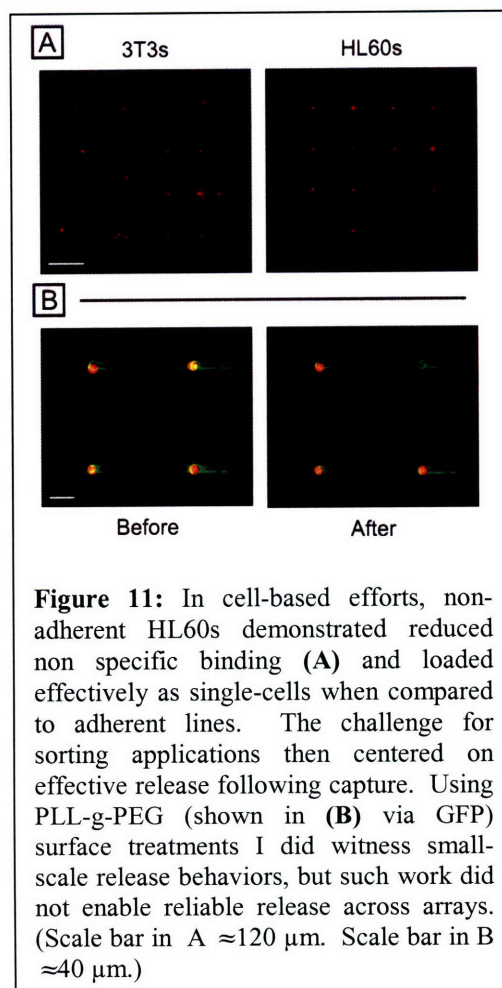 A
3T3s HL60s
B
Before After
Figure 11: In cell-based efforts, non-
adherent HL60s demonstrated reduced
non specific binding (A) and loaded
effectively as single-cells when compared
to adherent lines. The challenge for
sorting applications then centered on
effective release following capture. Using
PLL-g-PEG (shown in (B) via GFP)
surface treatments I did witness small-
scale release behaviors, but such work did
not enable reliable release across arrays.
(Scale bar in A ≈120 µm. Scale bar in B
≈40 µm.)